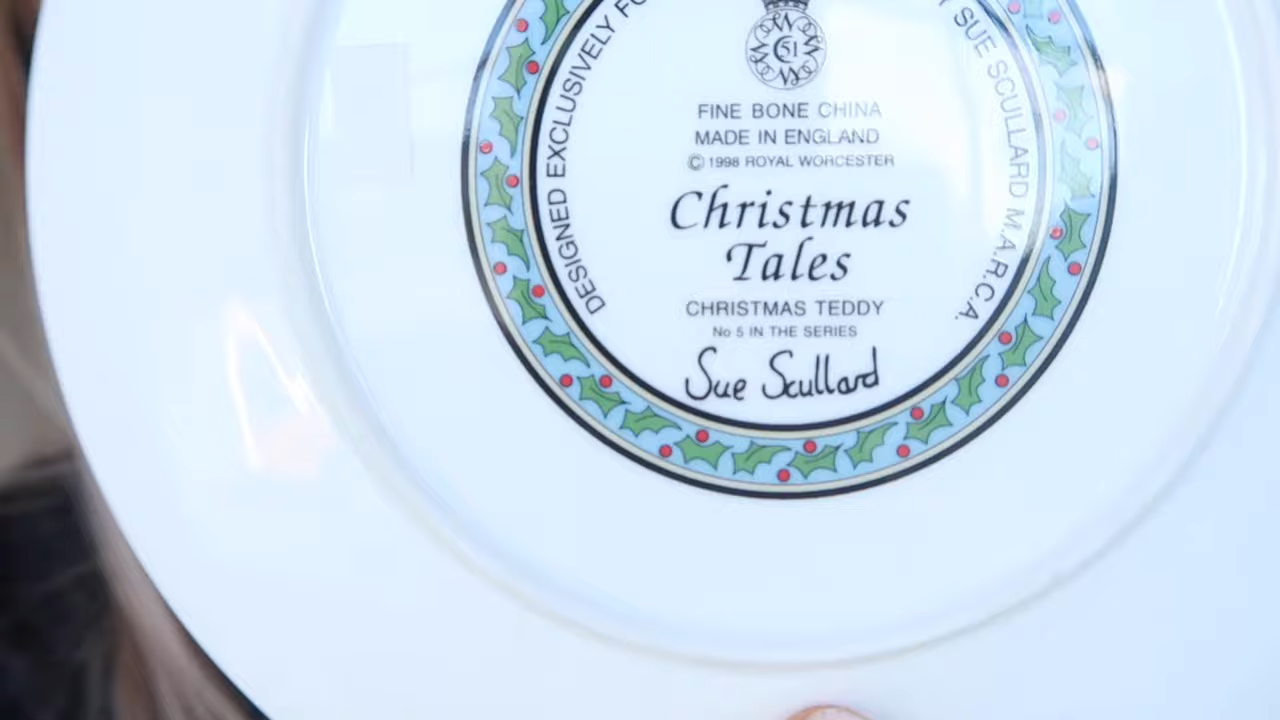 DESIGNED EXCLUSIVELY
SUE SCULLARD M.A.R.C.A.
51
FINE BONE CHINA
MADE IN ENGLAND
© 1998 ROYAL WORCESTER
Christmas
Tales
CHRISTMAS TEDDY
No 5 IN THE SERIES
Sue Scullard